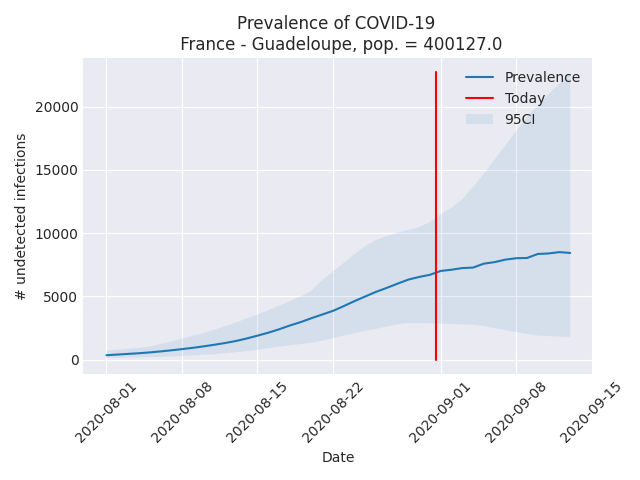 Prevalence of COVID-19
France - Guadeloupe, pop. = 400127.0
Prevalence
Today
95CI
20000
15000
10000
5000
0
# undetected infections
2020-08-01
2020-08-08
2020-08-15
2020-08-22
2020-09-01
2020-09-08
2020-09-15
Date